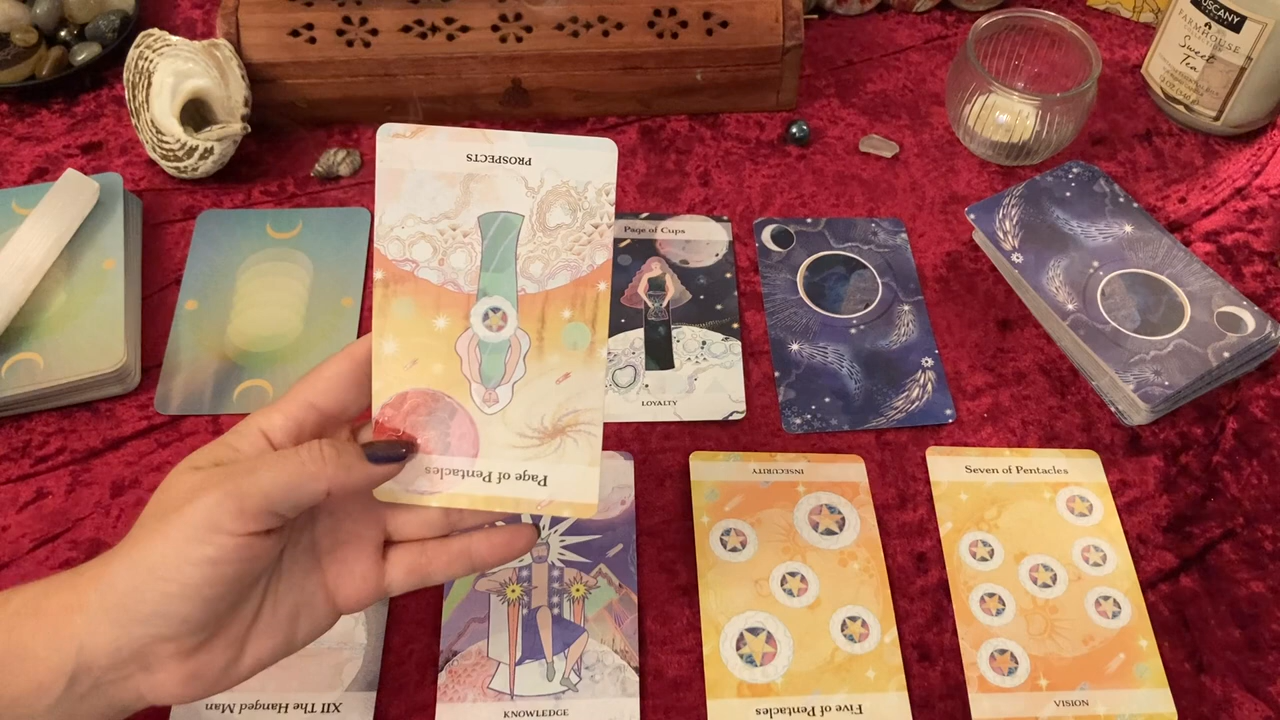 TUSCANY
FARMHOUSE
Sweet
Tea
PROSPECTS
Page of Pentacles
Page of Cups
LOYALTY
XII The Hanged Man
KNOWLEDGE
INSECURITY
Five of Pentacles
Seven of Pentacles
VISION